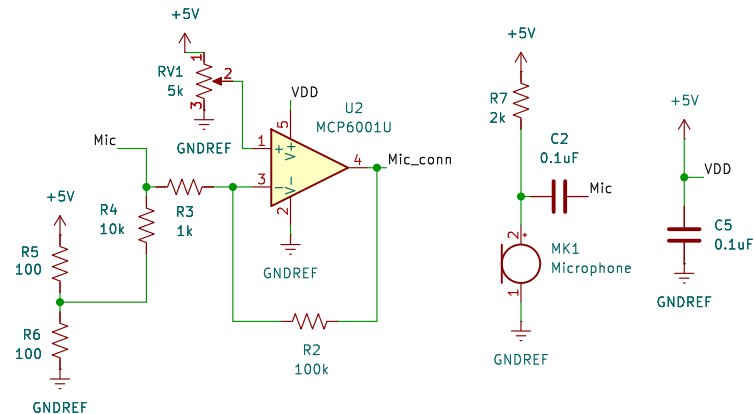 +5V
RV1
5k
1
2
3
GNDREF
VDD
U2
MCP6001U
5
1
+
V+
4
Mic_conn
3
−
V−
2
GNDREF
Mic
R3
1k
R4
10k
+5V
R5
100
R6
100
GNDREF
R2
100k
+5V
R7
2k
C2
0.1uF
Mic
2
+
MK1
Microphone
1
GNDREF
+5V
VDD
C5
0.1uF
GNDREF